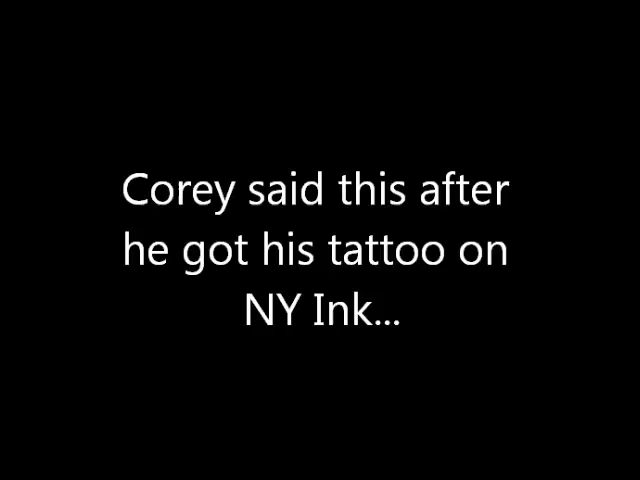 Corey said this after
he got his tattoo on
NY Ink...